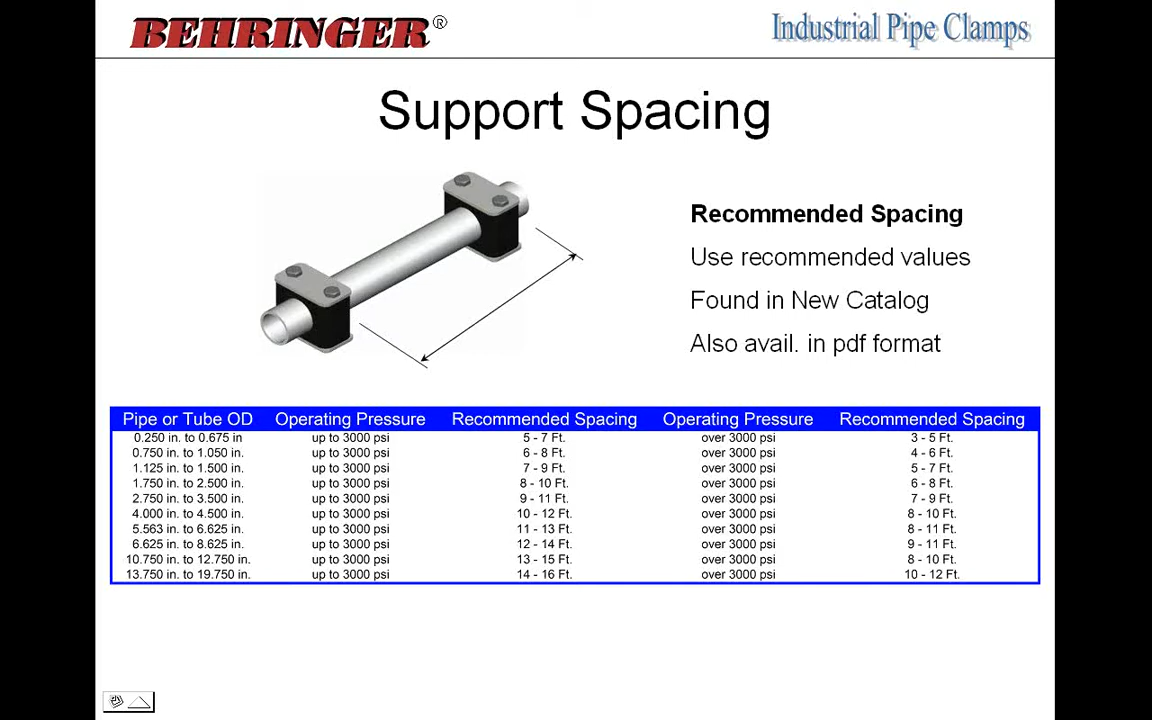 BEHRINGER®
Industrial Pipe Clamps
Support Spacing
Recommended Spacing
Use recommended values
Found in New Catalog
Also avail. in pdf format
Pipe or Tube OD Operating Pressure Recommended Spacing Operating Pressure Recommended Spacing
0.250 in. to 0.675 in up to 3000 psi 5 - 7 Ft. over 3000 psi 3 - 5 Ft.
0.750 in. to 1.050 in. up to 3000 psi 6 - 8 Ft. over 3000 psi 4 - 6 Ft.
1.125 in. to 1.500 in. up to 3000 psi 7 - 9 Ft. over 3000 psi 5 - 7 Ft.
1.750 in. to 2.500 in. up to 3000 psi 8 - 10 Ft. over 3000 psi 6 - 8 Ft.
2.750 in. to 3.500 in. up to 3000 psi 9 - 11 Ft. over 3000 psi 7 - 9 Ft.
4.000 in. to 4.500 in. up to 3000 psi 10 - 12 Ft. over 3000 psi 8 - 10 Ft.
5.563 in. to 6.625 in. up to 3000 psi 11 - 13 Ft. over 3000 psi 8 - 11 Ft.
6.625 in. to 8.625 in. up to 3000 psi 12 - 14 Ft. over 3000 psi 9 - 11 Ft.
10.750 in. to 12.750 in. up to 3000 psi 13 - 15 Ft. over 3000 psi 8 - 10 Ft.
13.750 in. to 19.750 in. up to 3000 psi 14 - 16 Ft. over 3000 psi 10 - 12 Ft.